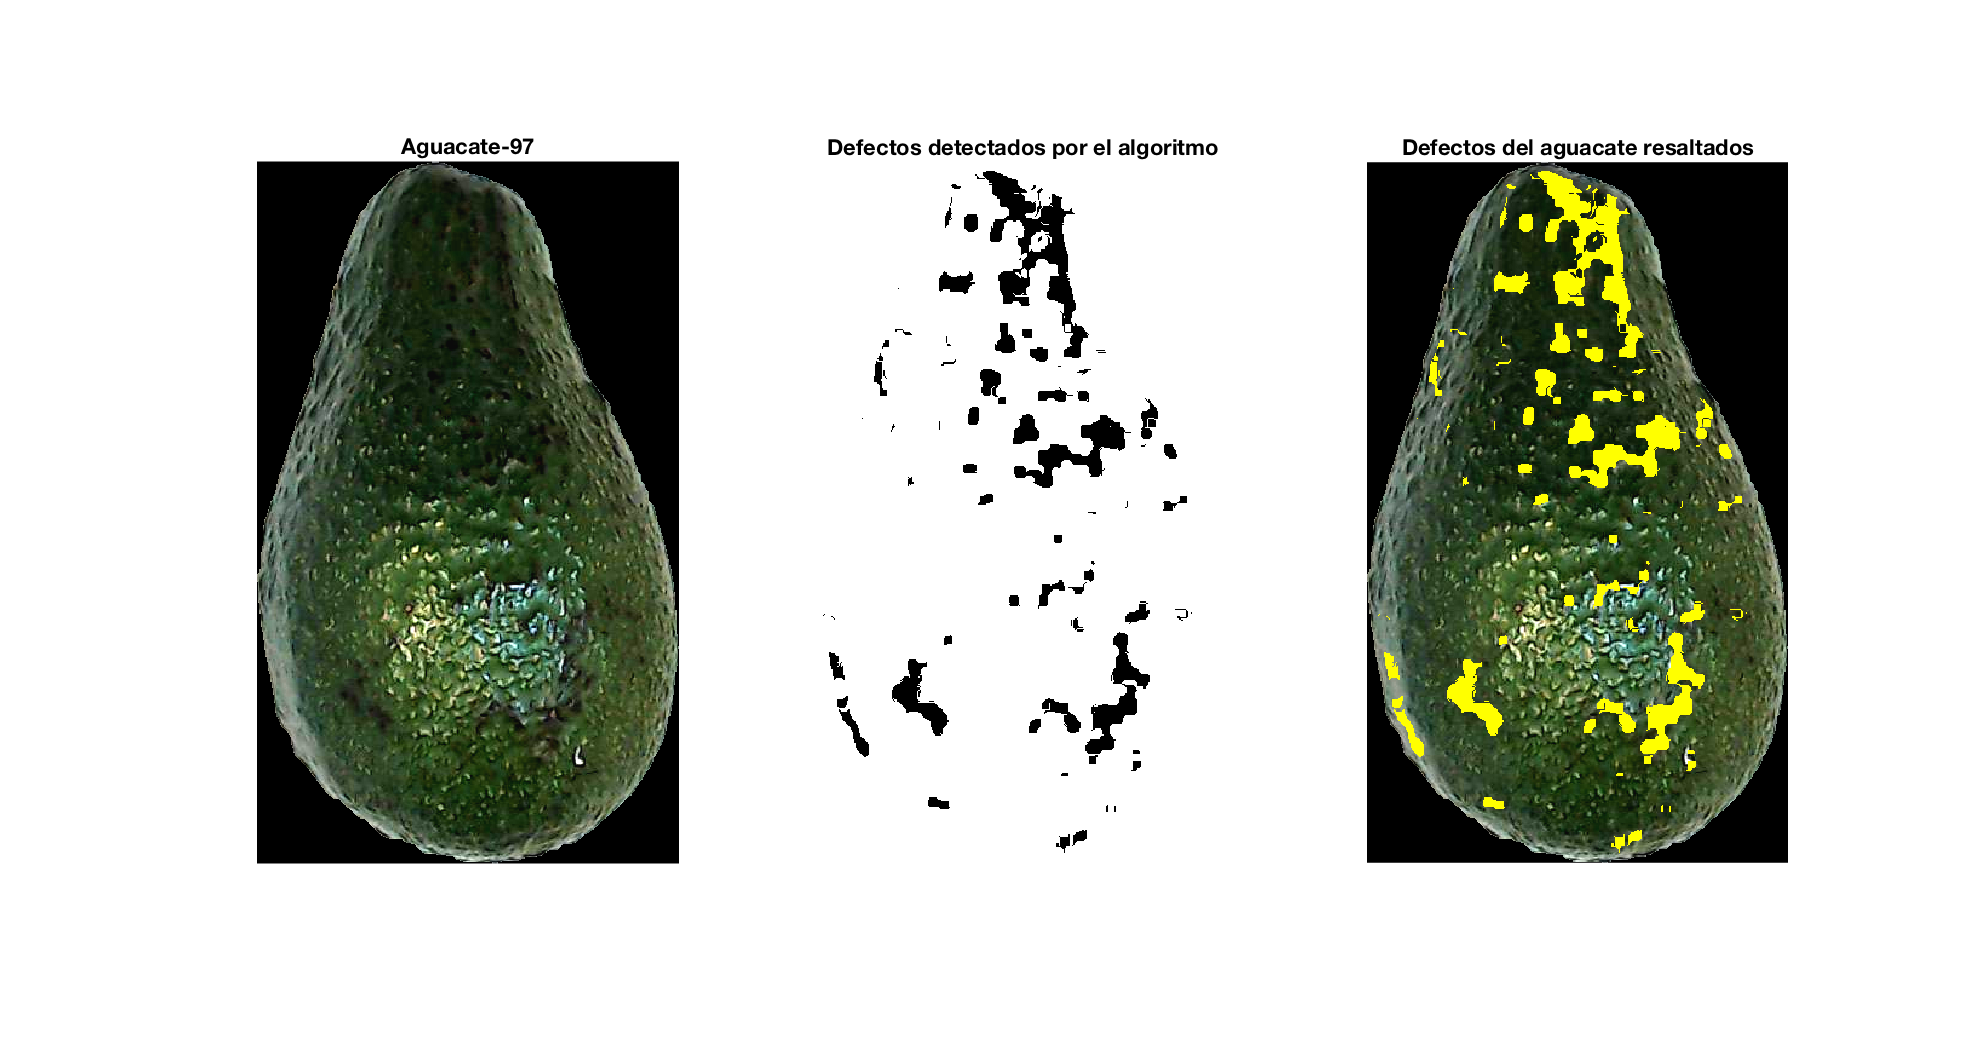 Aguacate-97
Defectos detectados por el algoritmo
Defectos del aguacate resaltados